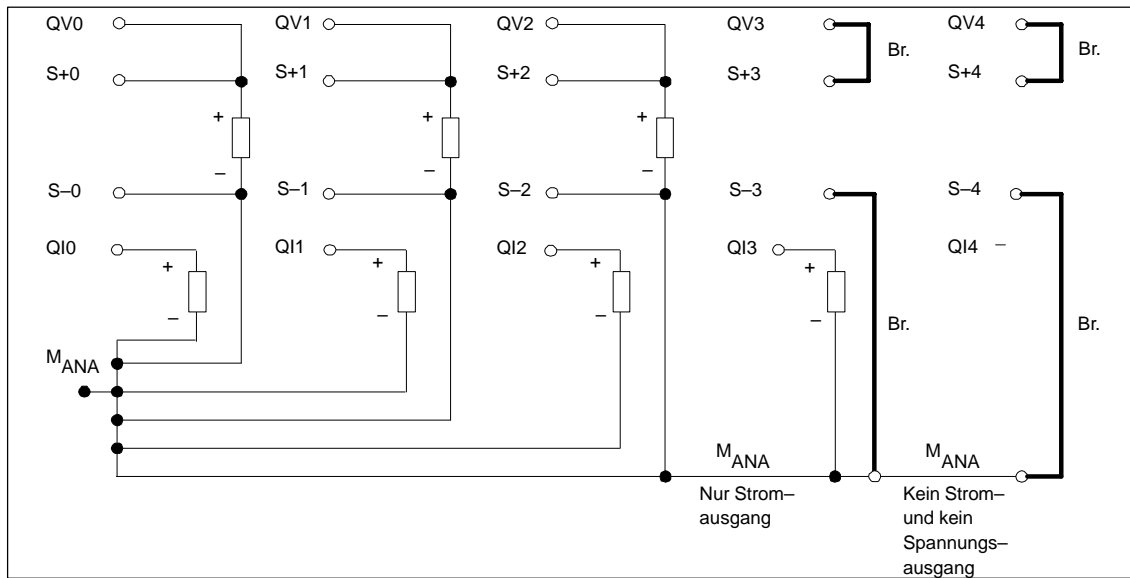 QV0 QV1 QV2 QV3 QV4
Br. Br.
S+0 S+1 S+2 S+3 S+4
+ + +
– – –
S–0 S–1 S–2 S–3 S–4
QI0 QI1 QI2 QI3 QI4 –
+ + + +
– – – –
Br. Br.
MANA
MANA MANA
Nur Strom–
ausgang
Kein Strom–
und kein
Spannungs–
ausgang